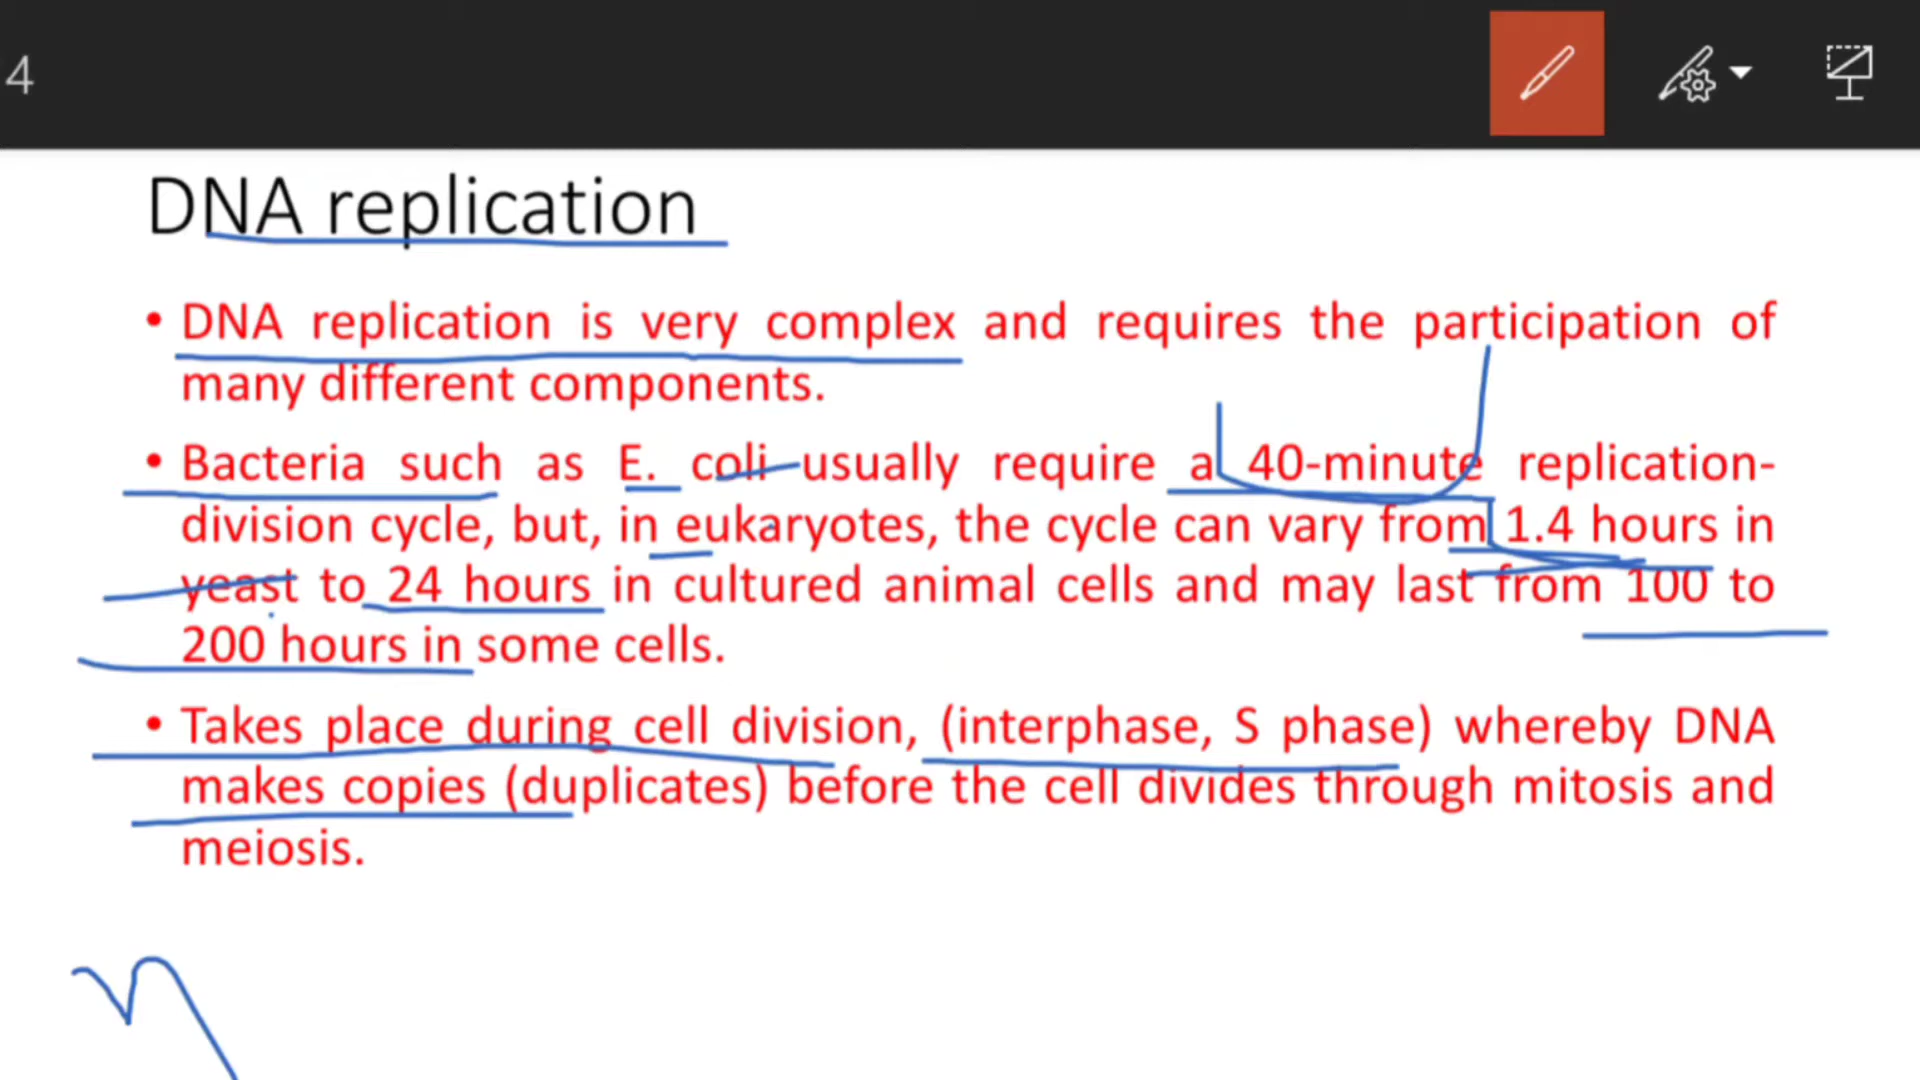 4
DNA replication
• DNA replication is very complex and requires the participation of
many different components.
• Bacteria such as E. coli usually require a 40-minute replication-
division cycle, but, in eukaryotes, the cycle can vary from 1.4 hours in
yeast to 24 hours in cultured animal cells and may last from 100 to
200 hours in some cells.
• Takes place during cell division, (interphase, S phase) whereby DNA
makes copies (duplicates) before the cell divides through mitosis and
meiosis.